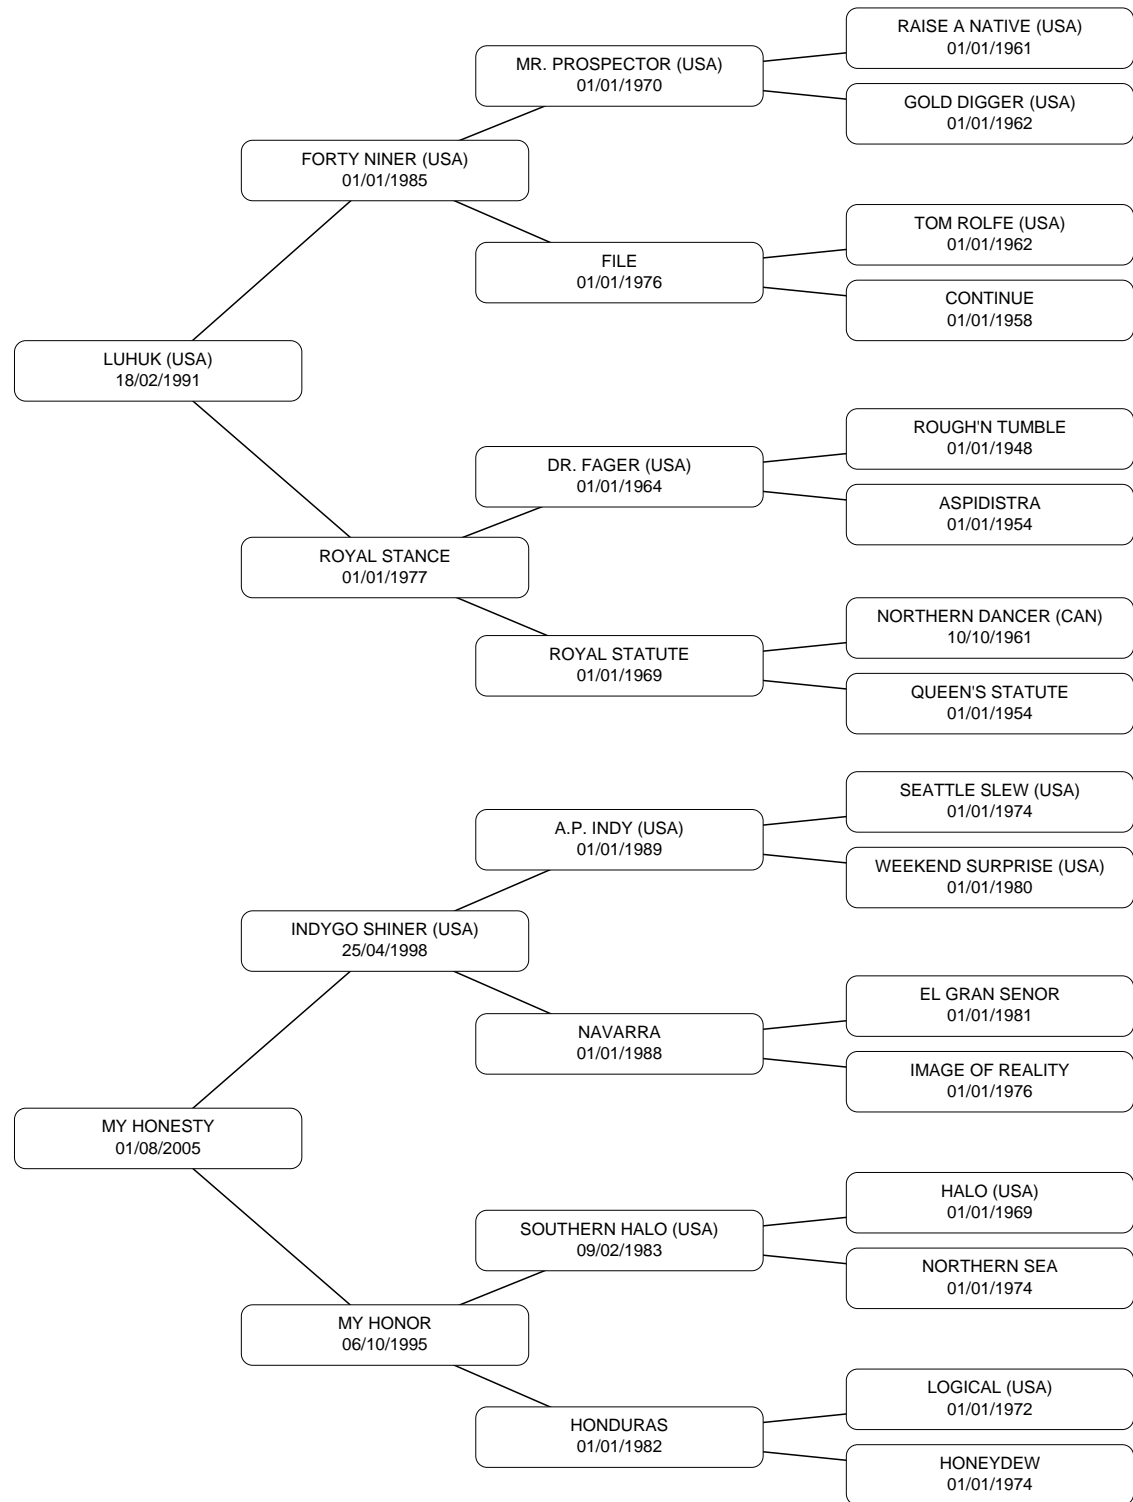 RAISE A NATIVE (USA)
01/01/1961
MR. PROSPECTOR (USA)
01/01/1970
GOLD DIGGER (USA)
01/01/1962
FORTY NINER (USA)
01/01/1985
TOM ROLFE (USA)
01/01/1962
FILE
01/01/1976
CONTINUE
01/01/1958
LUHUK (USA)
18/02/1991
ROUGH'N TUMBLE
01/01/1948
DR. FAGER (USA)
01/01/1964
ASPIDISTRA
01/01/1954
ROYAL STANCE
01/01/1977
NORTHERN DANCER (CAN)
10/10/1961
ROYAL STATUTE
01/01/1969
QUEEN'S STATUTE
01/01/1954
SEATTLE SLEW (USA)
01/01/1974
A.P. INDY (USA)
01/01/1989
WEEKEND SURPRISE (USA)
01/01/1980
INDYGO SHINER (USA)
25/04/1998
EL GRAN SENOR
01/01/1981
NAVARRA
01/01/1988
IMAGE OF REALITY
01/01/1976
MY HONESTY
01/08/2005
HALO (USA)
01/01/1969
SOUTHERN HALO (USA)
09/02/1983
NORTHERN SEA
01/01/1974
MY HONOR
06/10/1995
LOGICAL (USA)
01/01/1972
HONDURAS
01/01/1982
HONEYDEW
01/01/1974